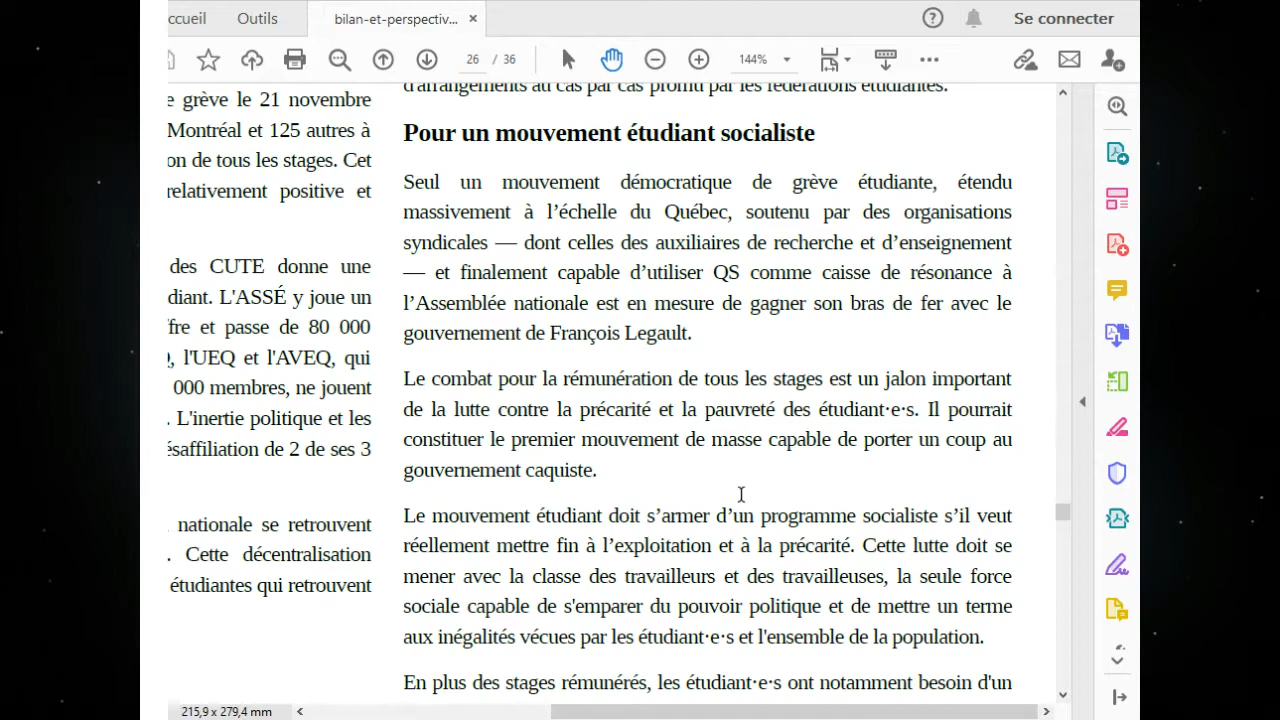 ccueil
Outils
bilan-et-perspectiv... ×
Se connecter
26 / 36
144%
e grève le 21 novembre
Montréal et 125 autres à
on de tous les stages. Cet
relativement positive et
des CUTE donne une
diant. L'ASSÉ y joue un
ffre et passe de 80 000
, l'UEQ et l'AVEQ, qui
000 membres, ne jouent
. L'inertie politique et les
ésaffiliation de 2 de ses 3
nationale se retrouvent
. Cette décentralisation
étudiantes qui retrouvent
d'arrangements au cas par cas promu par les fédérations étudiantes.
Pour un mouvement étudiant socialiste
Seul un mouvement démocratique de grève étudiante, étendu
massivement à l’échelle du Québec, soutenu par des organisations
syndicales — dont celles des auxiliaires de recherche et d’enseignement
— et finalement capable d’utiliser QS comme caisse de résonance à
l’Assemblée nationale est en mesure de gagner son bras de fer avec le
gouvernement de François Legault.
Le combat pour la rémunération de tous les stages est un jalon important
de la lutte contre la précarité et la pauvreté des étudiant·e·s. Il pourrait
constituer le premier mouvement de masse capable de porter un coup au
gouvernement caquiste.
Le mouvement étudiant doit s’armer d’un programme socialiste s’il veut
réellement mettre fin à l’exploitation et à la précarité. Cette lutte doit se
mener avec la classe des travailleurs et des travailleuses, la seule force
sociale capable de s'emparer du pouvoir politique et de mettre un terme
aux inégalités vécues par les étudiant·e·s et l'ensemble de la population.
En plus des stages rémunérés, les étudiant·e·s ont notamment besoin d'un
215,9 x 279,4 mm